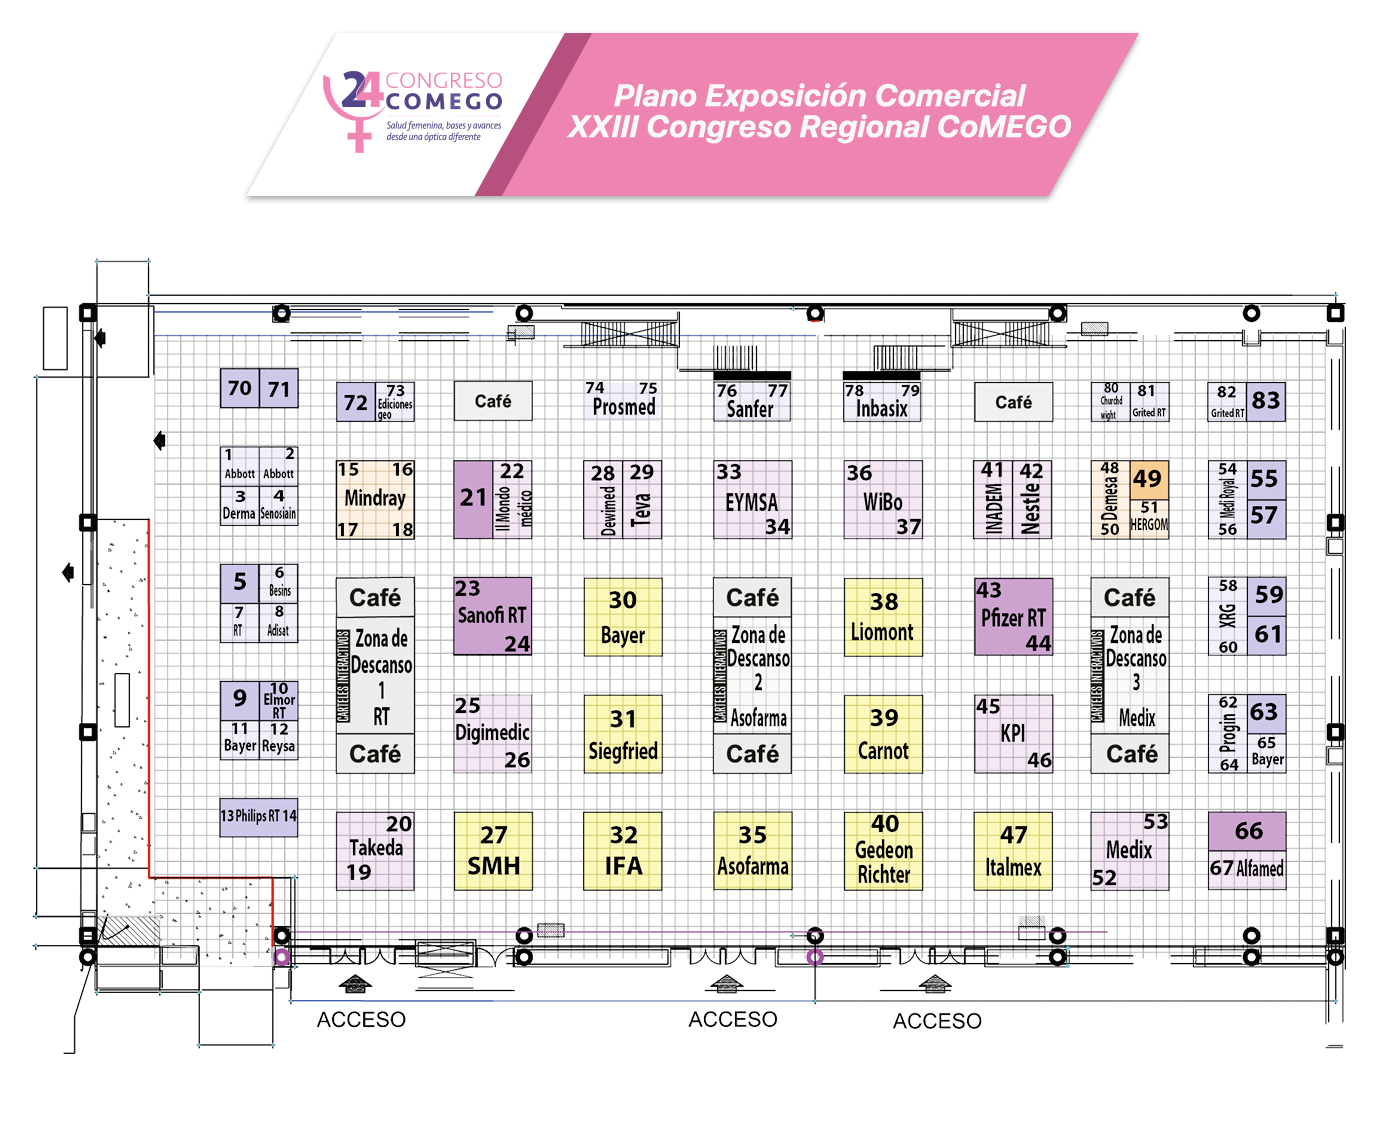 24 CONGRESO
COMEGO
Salud femenina, bases y avances
desde una óptica diferente
Plano Exposición Comercial
XXIII Congreso Regional CoMEGO
70 71
72
73
Ediciones
geo
Café
74 75
Prosmed
76 77
Sanfer
78 79
Inbasix
Café
80
Churchd
wight
81
Grited RT
82
Grited RT
83
1 2
Abbott Abbott
3 4
Derma Senosiain
15 16
Mindray
17 18
21
22
Il Mondo
médico
28
Dewimed
29
Teva
33
EYMSA
34
36
WiBo
37
41
INADEM
42
Nestle
48
Demesa
50
49
51
HERGOM
54
Medi Royal
56
55
57
5
6
Besins
7
RT
8
Adisat
Café
CARTELES INTERACTIVOS
Zona de
Descanso
1
RT
Café
23
Sanofi RT
24
30
Bayer
Café
CARTELES INTERACTIVOS
Zona de
Descanso
2
Asofarma
Café
38
Liomont
43
Pfizer RT
44
Café
CARTELES INTERACTIVOS
Zona de
Descanso
3
Medix
Café
58
XRG
60
59
61
9
10
Elmor
RT
11
Bayer
12
Reysa
25
Digimedic
26
31
Siegfried
39
Carnot
45
KPI
46
62
Progin
64
63
65
Bayer
13 Philips RT 14
20
Takeda
19
27
SMH
32
IFA
35
Asofarma
40
Gedeon
Richter
47
Italmex
53
Medix
52
66
67 Alfamed
ACCESO
ACCESO
ACCESO